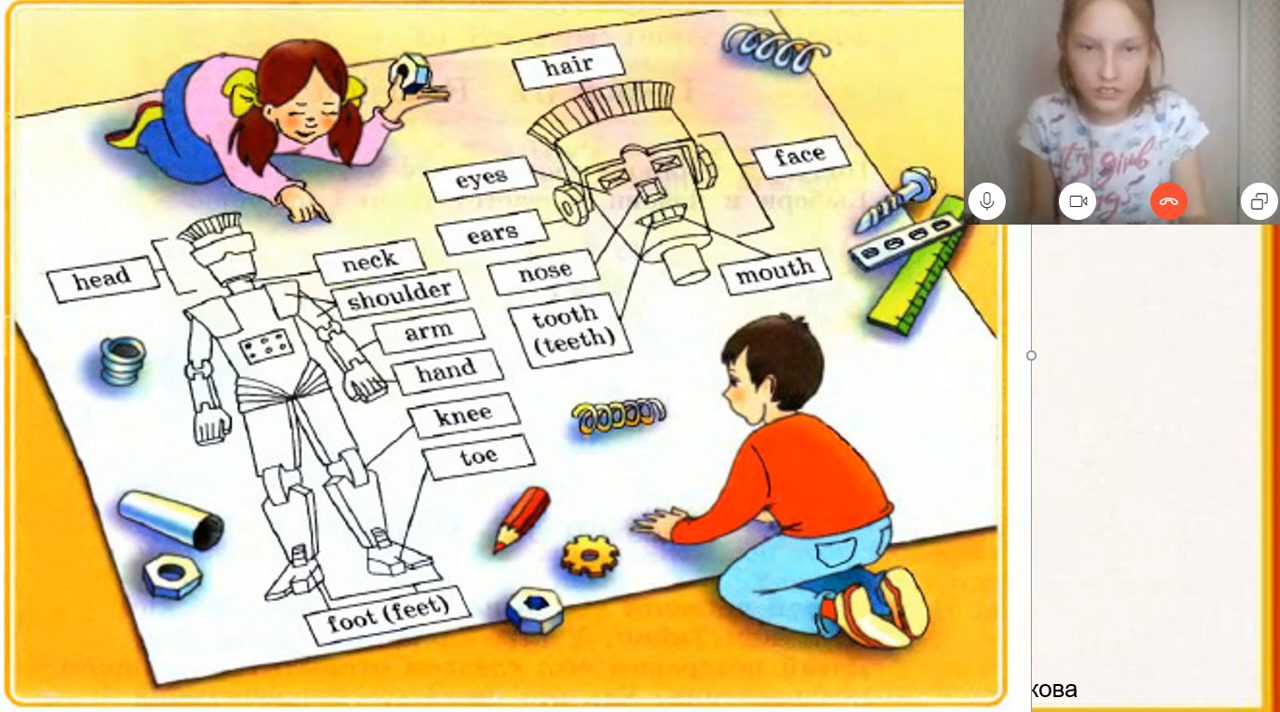 hair
face
eyes
ears
nose
mouth
tooth
(teeth)
head
neck
shoulder
arm
hand
knee
toe
foot (feet)
кова